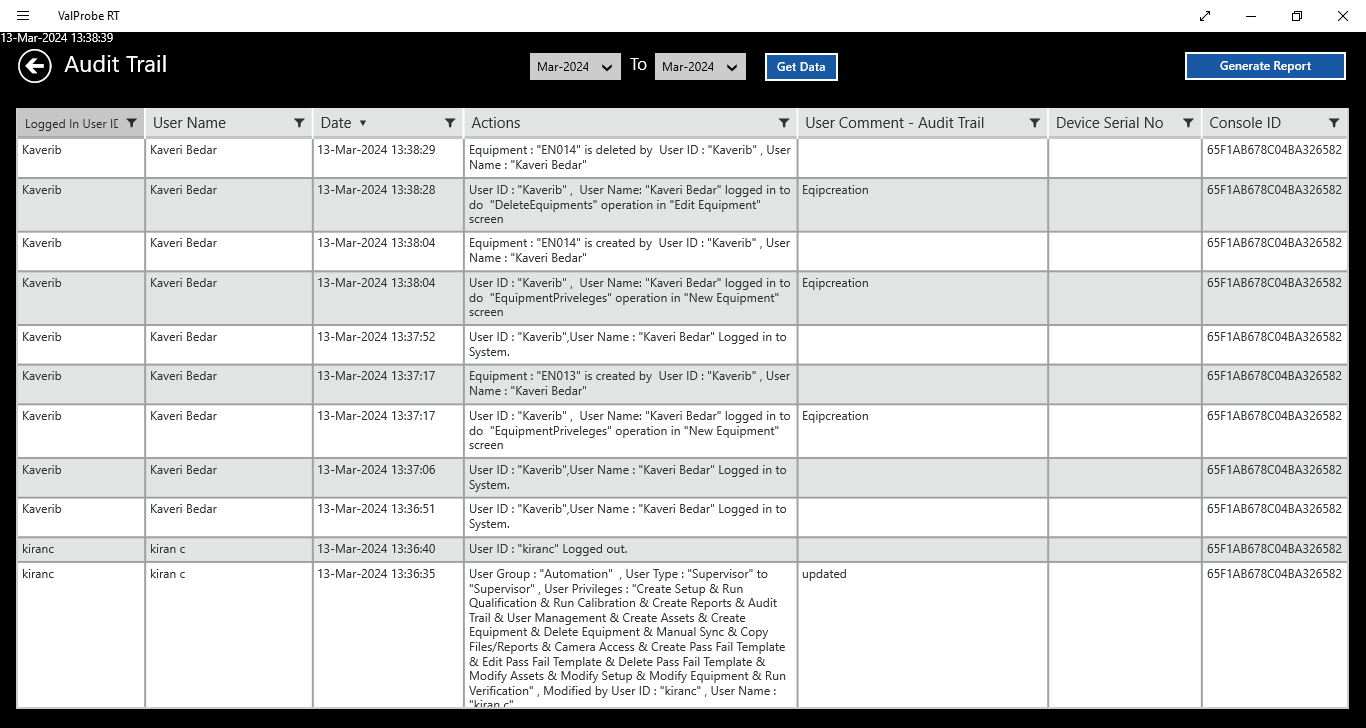 ValProbe RT
13-Mar-2024 13:38:39
Audit Trail
Mar-2024 To Mar-2024 Get Data Generate Report
Logged In User ID User Name Date Actions User Comment - Audit Trail Device Serial No Console ID
Kaverib Kaveri Bedar 13-Mar-2024 13:38:29 Equipment : "EN014" is deleted by  User ID : "Kaverib" , User 65F1AB678C04BA326582
Name : "Kaveri Bedar"
Kaverib Kaveri Bedar 13-Mar-2024 13:38:28 User ID : "Kaverib" ,  User Name: "Kaveri Bedar" logged in to Eqipcreation 65F1AB678C04BA326582
do  "DeleteEquipments" operation in "Edit Equipment"
screen
Kaverib Kaveri Bedar 13-Mar-2024 13:38:04 Equipment : "EN014" is created by  User ID : "Kaverib" , User 65F1AB678C04BA326582
Name : "Kaveri Bedar"
Kaverib Kaveri Bedar 13-Mar-2024 13:38:04 User ID : "Kaverib" ,  User Name: "Kaveri Bedar" logged in to Eqipcreation 65F1AB678C04BA326582
do  "EquipmentPriveleges" operation in "New Equipment"
screen
Kaverib Kaveri Bedar 13-Mar-2024 13:37:52 User ID : "Kaverib",User Name : "Kaveri Bedar" Logged in to 65F1AB678C04BA326582
System.
Kaverib Kaveri Bedar 13-Mar-2024 13:37:17 Equipment : "EN013" is created by  User ID : "Kaverib" , User 65F1AB678C04BA326582
Name : "Kaveri Bedar"
Kaverib Kaveri Bedar 13-Mar-2024 13:37:17 User ID : "Kaverib" ,  User Name: "Kaveri Bedar" logged in to Eqipcreation 65F1AB678C04BA326582
do  "EquipmentPriveleges" operation in "New Equipment"
screen
Kaverib Kaveri Bedar 13-Mar-2024 13:37:06 User ID : "Kaverib",User Name : "Kaveri Bedar" Logged in to 65F1AB678C04BA326582
System.
Kaverib Kaveri Bedar 13-Mar-2024 13:36:51 User ID : "Kaverib",User Name : "Kaveri Bedar" Logged in to 65F1AB678C04BA326582
System.
kiranc kiran c 13-Mar-2024 13:36:40 User ID : "kiranc" Logged out. 65F1AB678C04BA326582
kiranc kiran c 13-Mar-2024 13:36:35 User Group : "Automation"  , User Type : "Supervisor" to updated 65F1AB678C04BA326582
"Supervisor" , User Privileges : "Create Setup & Run
Qualification & Run Calibration & Create Reports & Audit
Trail & User Management & Create Assets & Create
Equipment & Delete Equipment & Manual Sync & Copy
Files/Reports & Camera Access & Create Pass Fail Template
& Edit Pass Fail Template & Delete Pass Fail Template &
Modify Assets & Modify Setup & Modify Equipment & Run
Verification" , Modified by User ID : "kiranc" , User Name :
"kiran c"